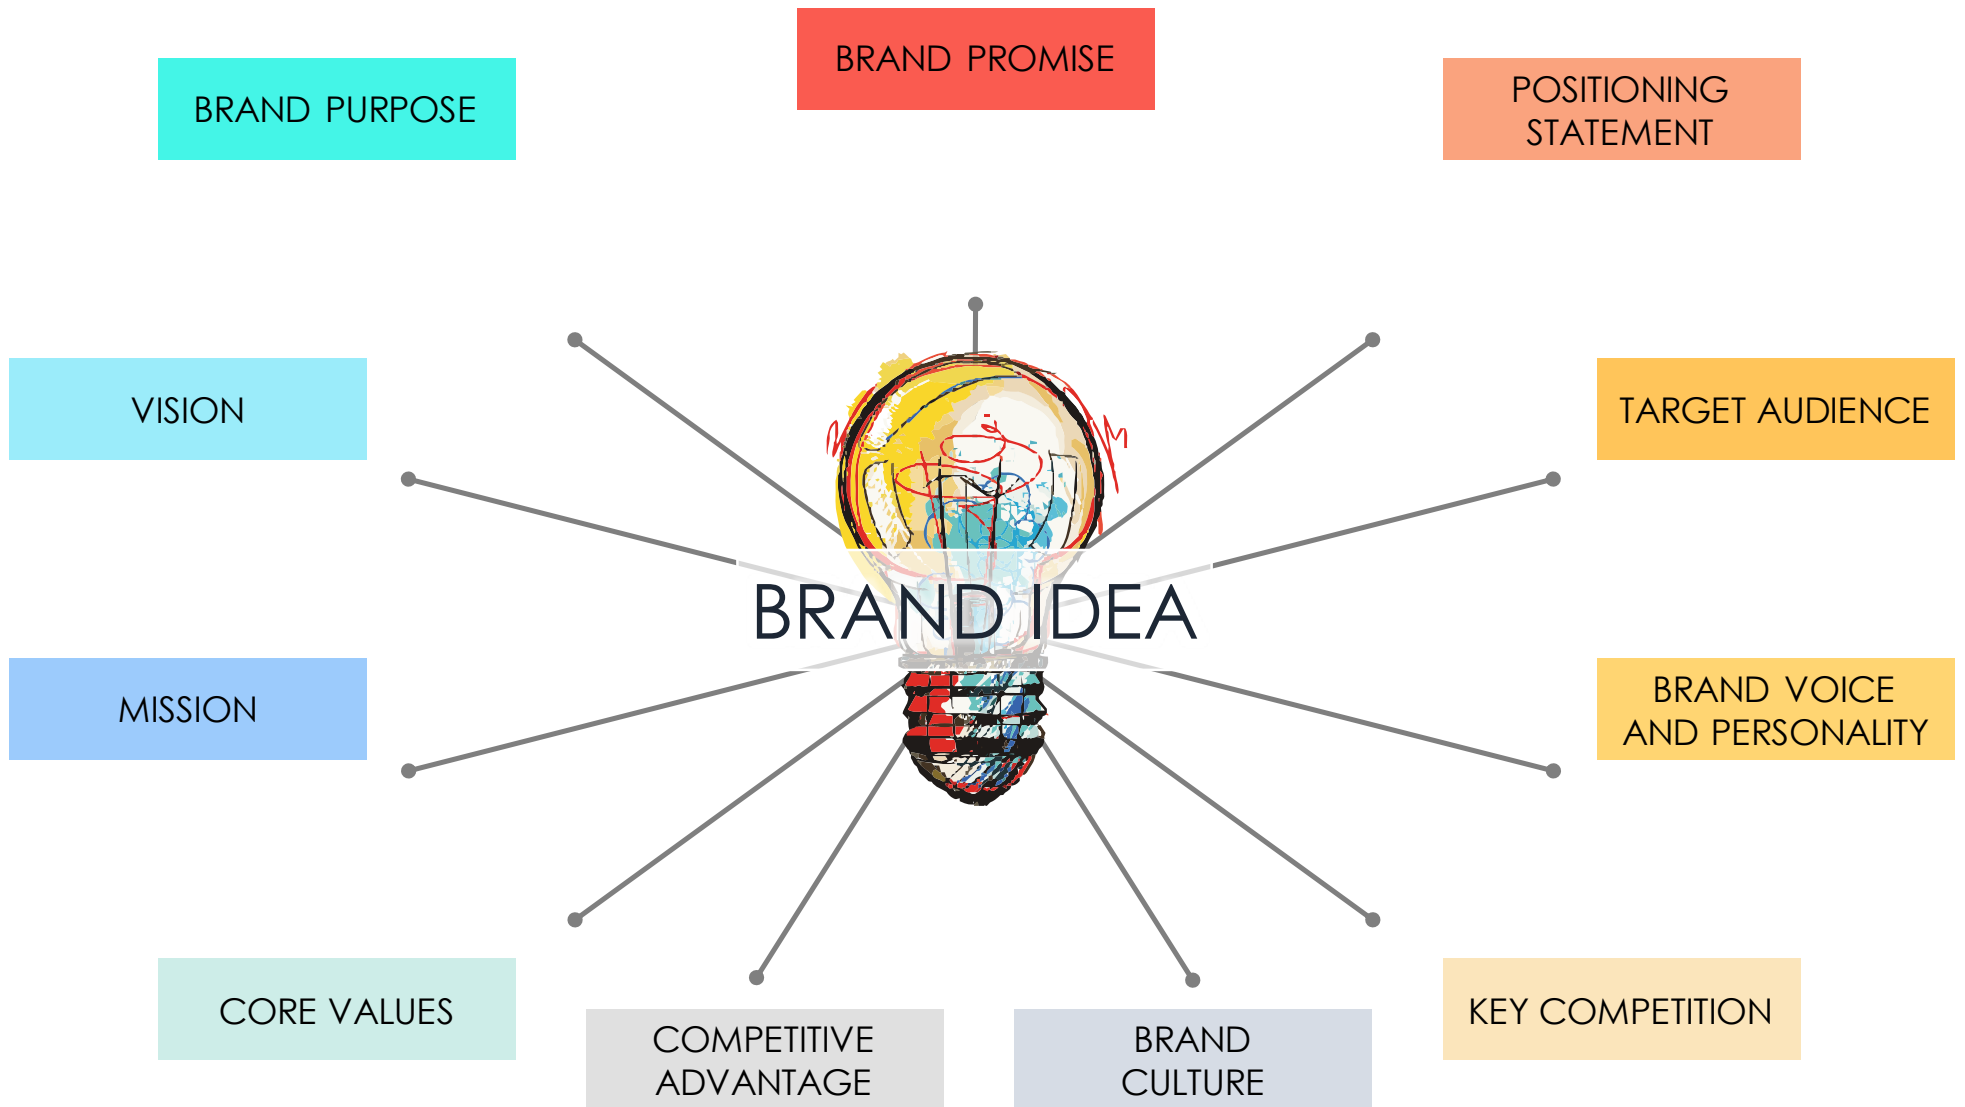 BRAND PROMISE
BRAND PURPOSE
POSITIONING
STATEMENT
VISION
TARGET AUDIENCE
BRAND IDEA
MISSION
BRAND VOICE
AND PERSONALITY
CORE VALUES
KEY COMPETITION
COMPETITIVE
ADVANTAGE
BRAND
CULTURE